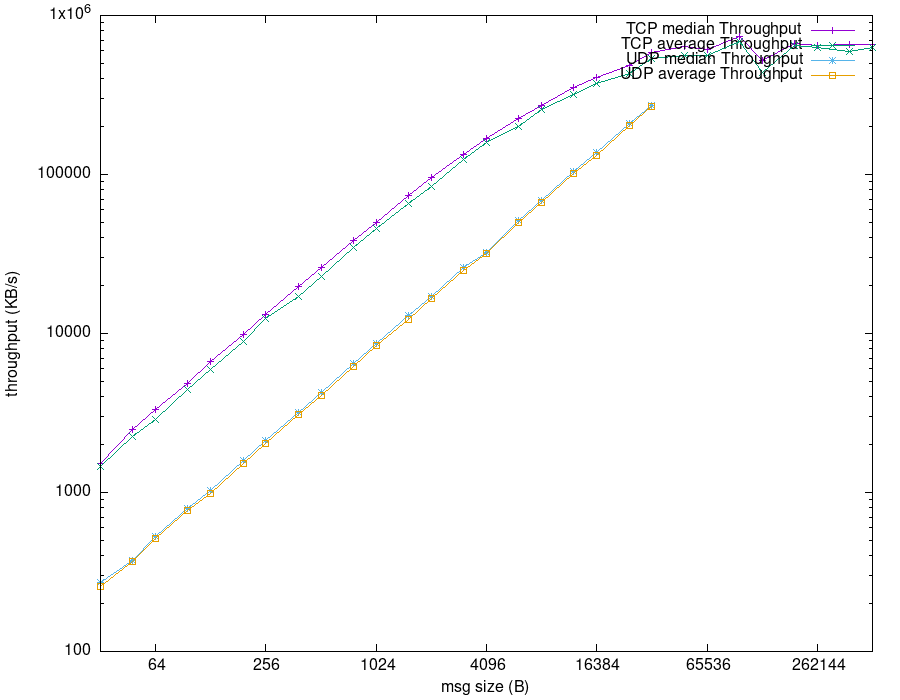 1x10^6
100000
10000
1000
100
throughput (KB/s)
TCP median Throughput
TCP average Throughput
UDP median Throughput
UDP average Throughput
64
256
1024
4096
16384
65536
262144
msg size (B)